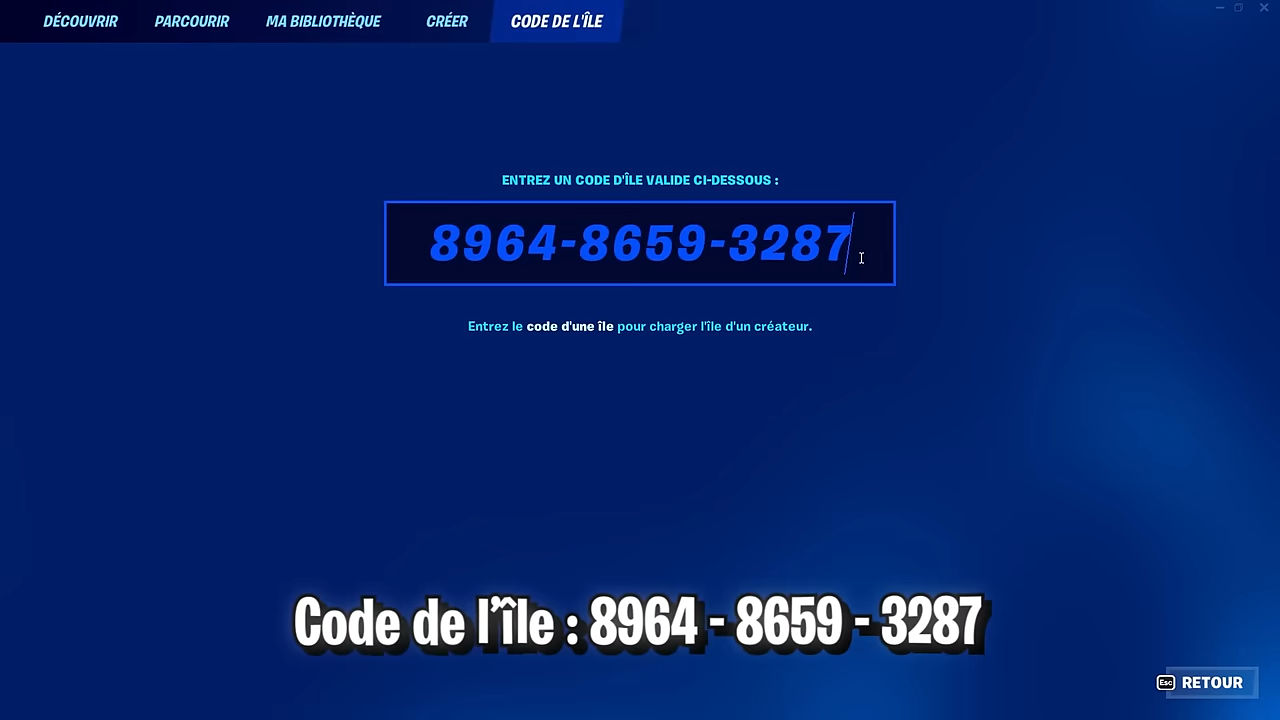 DÉCOUVRIR PARCOURIR MA BIBLIOTHÈQUE CRÉER CODE DE L'ÎLE
ENTREZ UN CODE D'ÎLE VALIDE CI-DESSOUS :
8964-8659-3287
Entrez le code d'une île pour charger l'île d'un créateur.
Code de l'île : 8964 - 8659 - 3287
Esc RETOUR